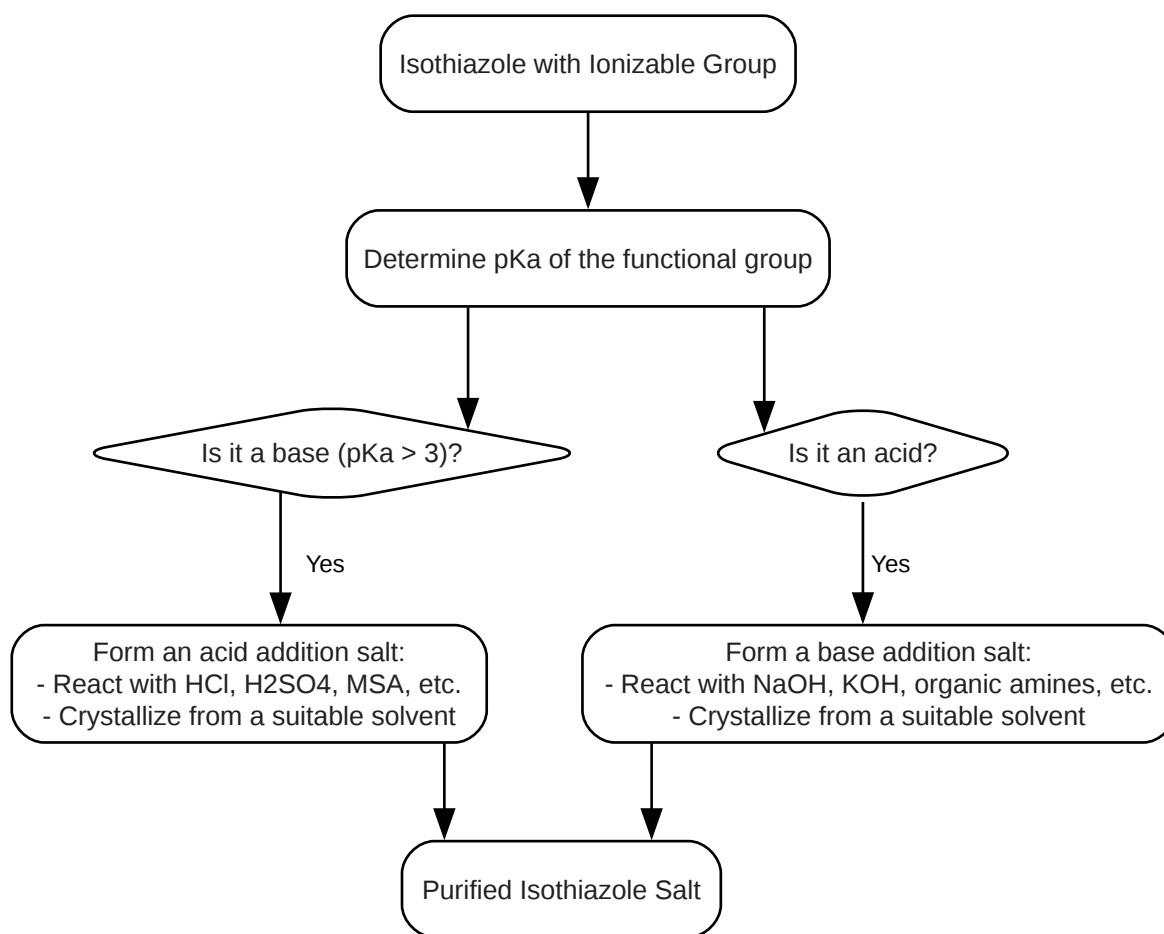 Isothiazole with Ionizable Group
Determine pKa of the functional group
Is it a base (pKa > 3)?
Is it an acid?
Yes
Yes
Form an acid addition salt:
- React with HCl, H2SO4, MSA, etc.
- Crystallize from a suitable solvent
Form a base addition salt:
- React with NaOH, KOH, organic amines, etc.
- Crystallize from a suitable solvent
Purified Isothiazole Salt